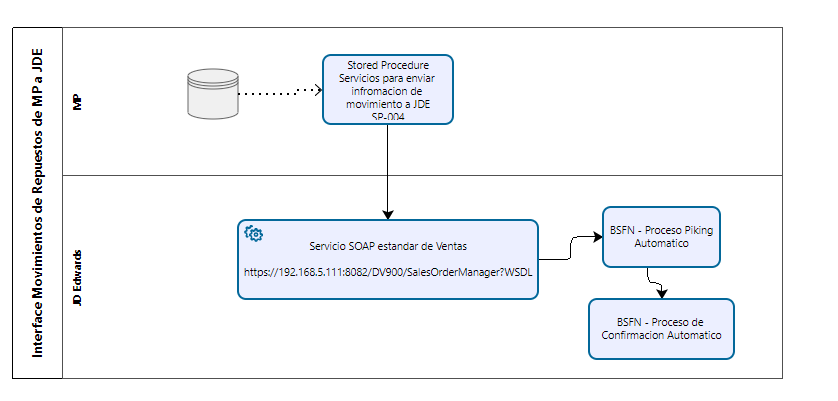 Interface Movimientos de Repuestos de MP a JDE
MP
Stored Procedure
Servicios para enviar
infromacion de
movimiento a JDE
SP-004
JD Edwards
Servicio SOAP estandar de Ventas
https://192.168.5.111:8082/DV900/SalesOrderManager?WSDL
BSFN - Proceso Piking
Automatico
BSFN - Proceso de
Confirmacion Automatico